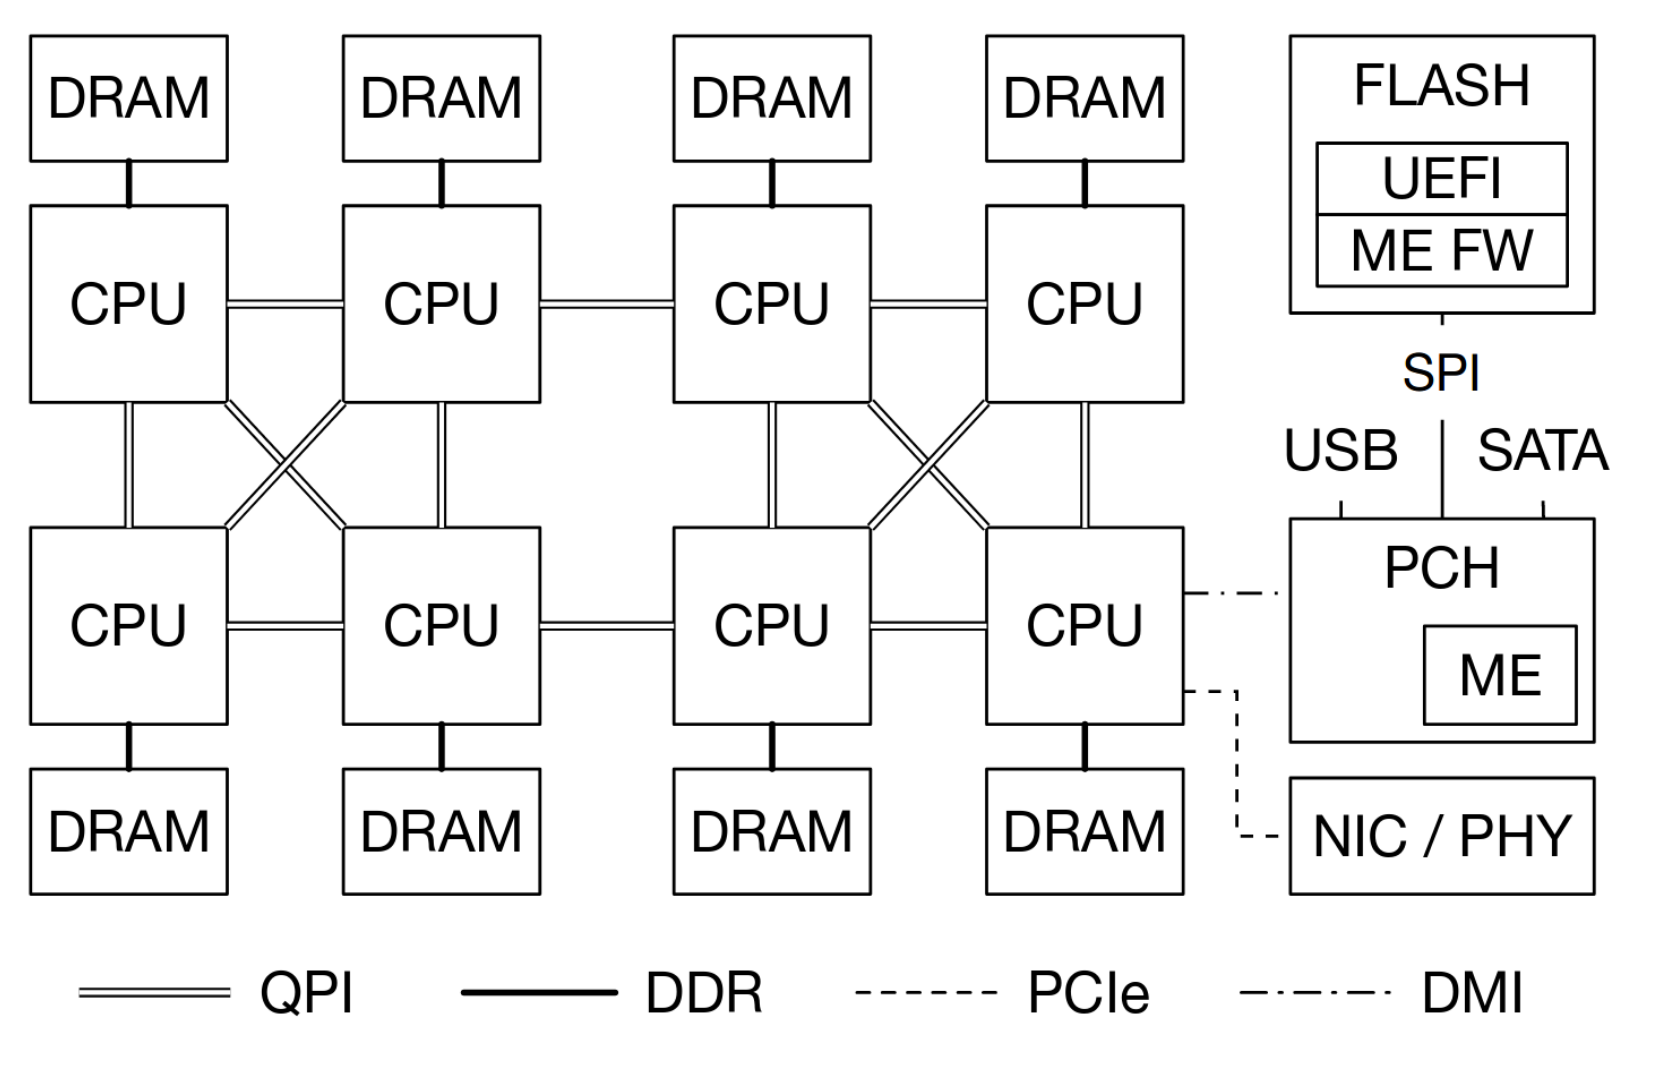 DRAM DRAM DRAM DRAM
FLASH
UEFI
ME FW
CPU CPU CPU CPU
SPI
USB SATA
PCH
ME
CPU CPU CPU CPU
DRAM DRAM DRAM DRAM
NIC / PHY
QPI DDR PCIe DMI